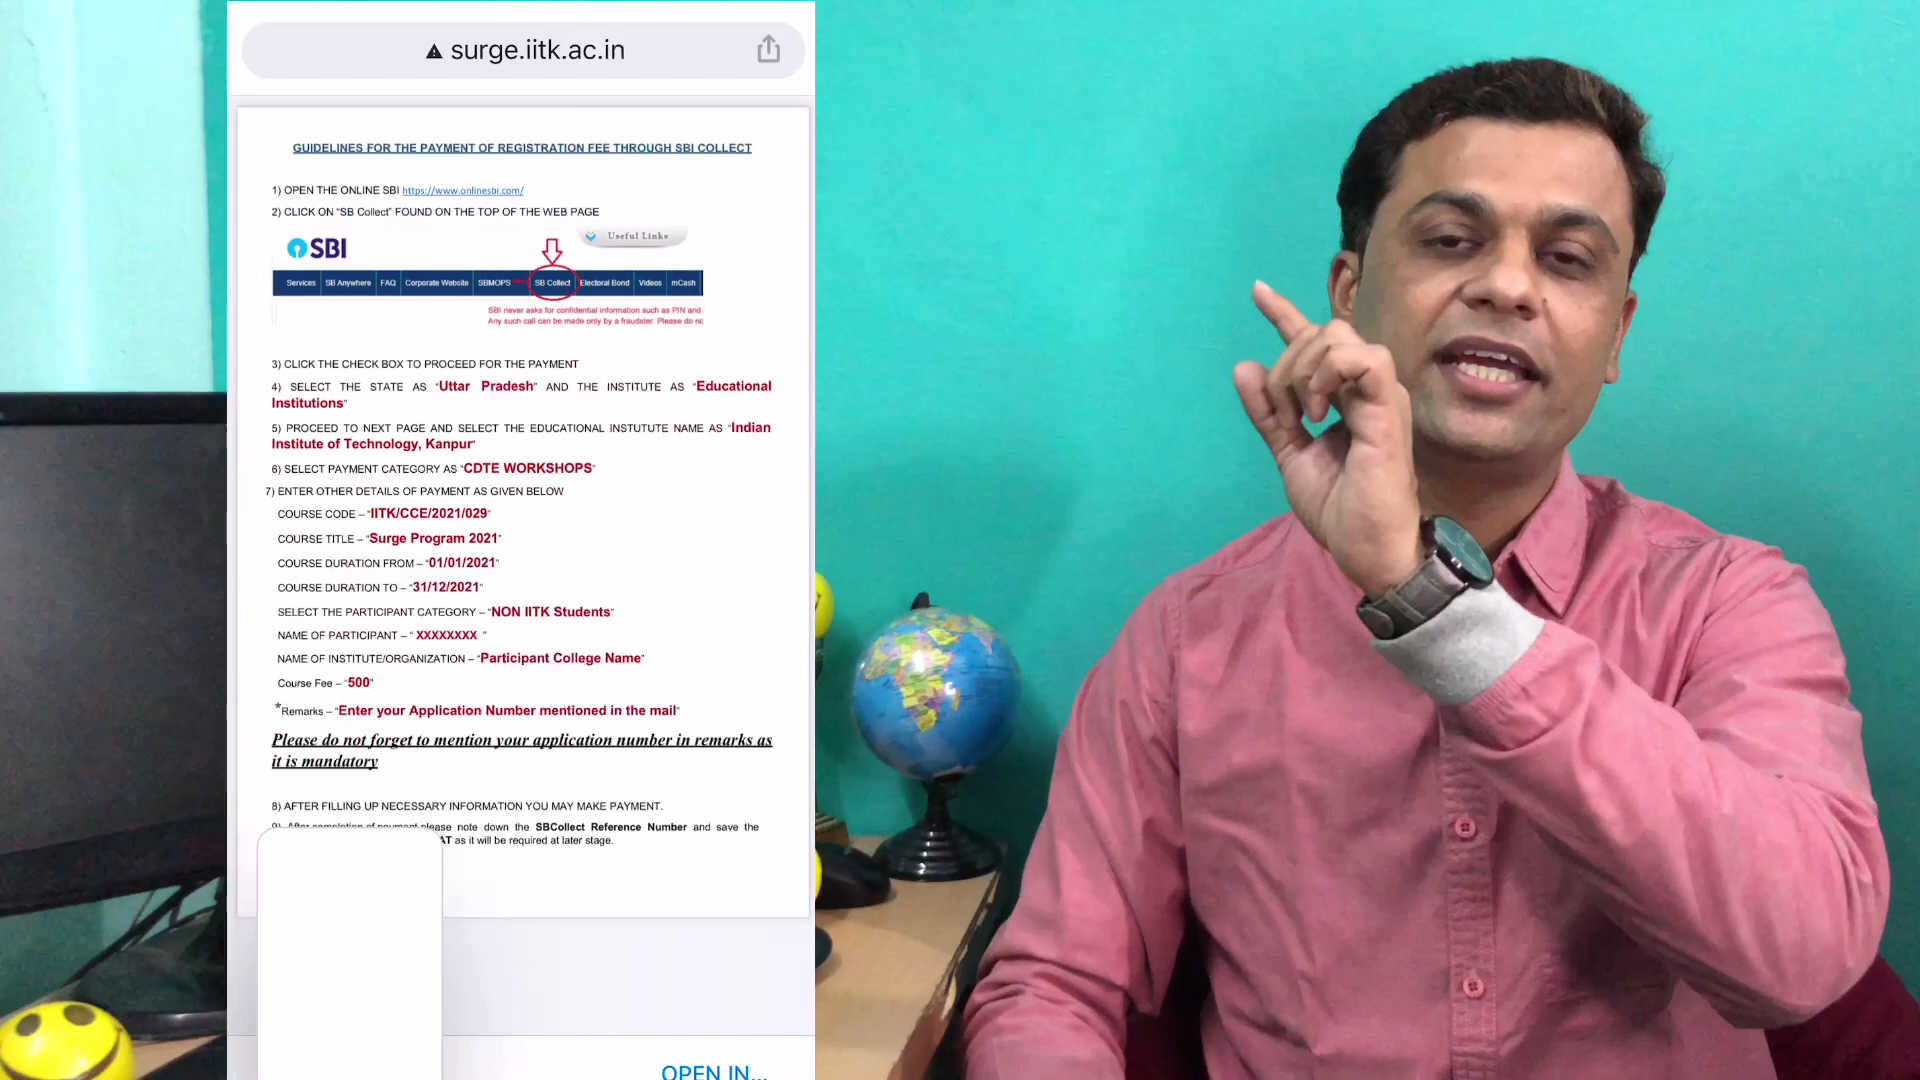 surge.iitk.ac.in
GUIDELINES FOR THE PAYMENT OF REGISTRATION FEE THROUGH SBI COLLECT
1) OPEN THE ONLINE SBI https://www.onlinesbi.com/
2) CLICK ON “SB Collect” FOUND ON THE TOP OF THE WEB PAGE
Useful Links
SBI
Services SB Anywhere FAQ Corporate Website SBMOPS SB Collect Electoral Bond Videos mCash
SBI never asks for confidential information such as PIN and
Any such call can be made only by a fraudster. Please do
3) CLICK THE CHECK BOX TO PROCEED FOR THE PAYMENT
4) SELECT THE STATE AS “Uttar Pradesh” AND THE INSTITUTE AS “Educational
Institutions”
5) PROCEED TO NEXT PAGE AND SELECT THE EDUCATIONAL INSTUTUTE NAME AS “Indian
Institute of Technology, Kanpur”
6) SELECT PAYMENT CATEGORY AS “CDTE WORKSHOPS”
7) ENTER OTHER DETAILS OF PAYMENT AS GIVEN BELOW
COURSE CODE – “IITK/CCE/2021/029”
COURSE TITLE – “Surge Program 2021”
COURSE DURATION FROM – “01/01/2021”
COURSE DURATION TO – “31/12/2021”
SELECT THE PARTICIPANT CATEGORY – “NON IITK Students”
NAME OF PARTICIPANT – “ XXXXXXXX ”
NAME OF INSTITUTE/ORGANIZATION – “Participant College Name”
Course Fee – “500”
*Remarks – “Enter your Application Number mentioned in the mail”
Please do not forget to mention your application number in remarks as
it is mandatory
8) AFTER FILLING UP NECESSARY INFORMATION YOU MAY MAKE PAYMENT.
9) After completion of payment please note down the SBCollect Reference Number and save the
AT as it will be required at later stage.
OPEN IN...